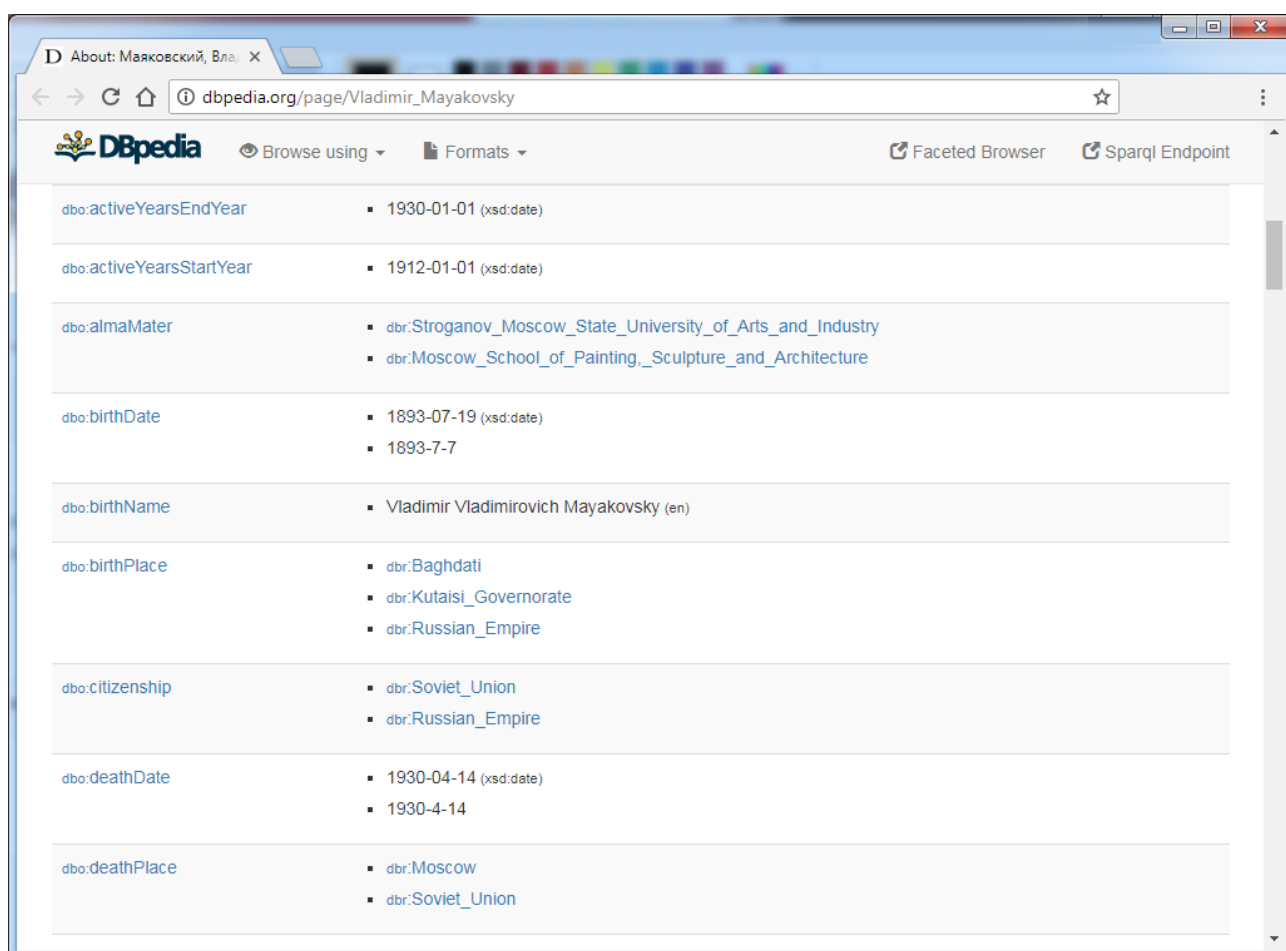 About: Маяковский, Вла
dbpedia.org/page/Vladimir_Mayakovsky
DBpedia Browse using Formats Faceted Browser Sparql Endpoint
dbo:activeYearsEndYear 1930-01-01 (xsd:date)
dbo:activeYearsStartYear 1912-01-01 (xsd:date)
dbo:almaMater dbr:Stroganov_Moscow_State_University_of_Arts_and_Industry
dbr:Moscow_School_of_Painting,_Sculpture_and_Architecture
dbo:birthDate 1893-07-19 (xsd:date)
1893-7-7
dbo:birthName Vladimir Vladimirovich Mayakovsky (en)
dbo:birthPlace dbr:Baghdati
dbr:Kutaisi_Governorate
dbr:Russian_Empire
dbo:citizenship dbr:Soviet_Union
dbr:Russian_Empire
dbo:deathDate 1930-04-14 (xsd:date)
1930-4-14
dbo:deathPlace dbr:Moscow
dbr:Soviet_Union